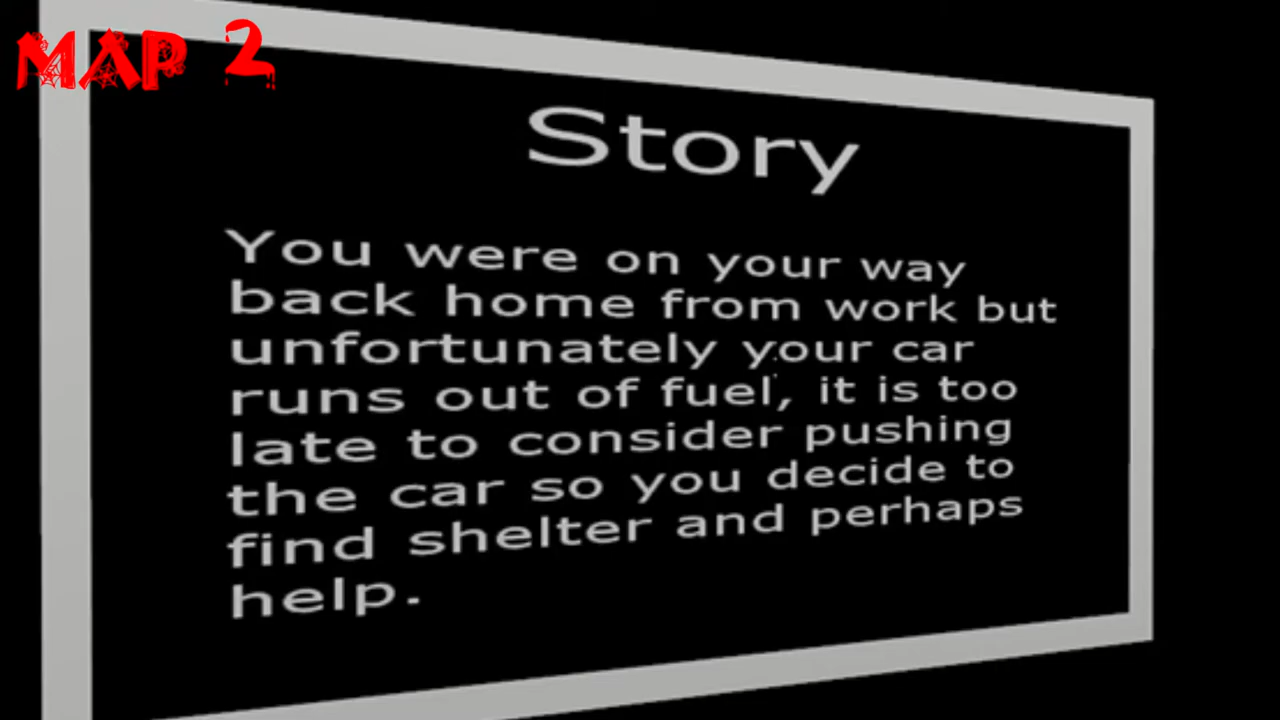 MAP 2
Story
You were on your way
back home from work but
unfortunately your car
runs out of fuel, it is too
late to consider pushing
the car so you decide to
find shelter and perhaps
help.